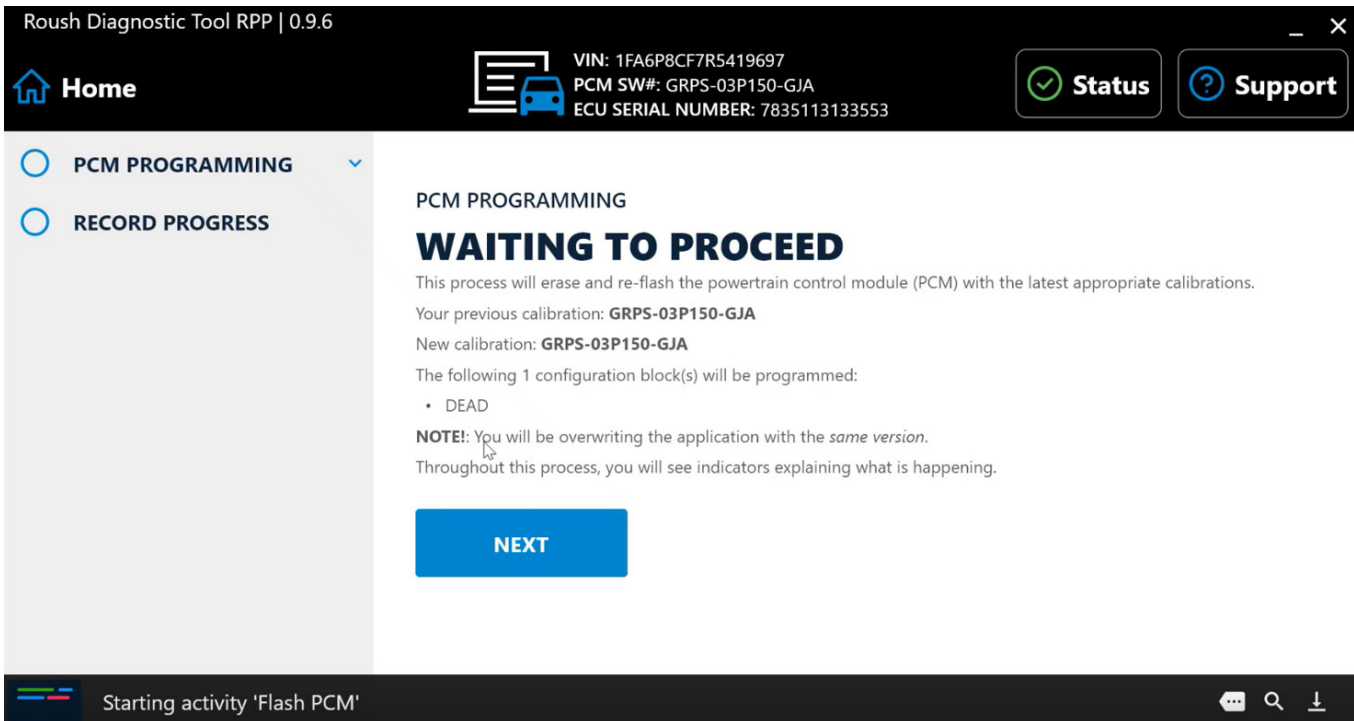 Roush Diagnostic Tool RPP | 0.9.6
Home
VIN: 1FA6P8CF7R5419697
PCM SW#: GRPS-03P150-GJA
ECU SERIAL NUMBER: 7835113133553
Status
Support
PCM PROGRAMMING
RECORD PROGRESS
PCM PROGRAMMING
WAITING TO PROCEED
This process will erase and re-flash the powertrain control module (PCM) with the latest appropriate calibrations.
Your previous calibration: GRPS-03P150-GJA
New calibration: GRPS-03P150-GJA
The following 1 configuration block(s) will be programmed:
• DEAD
NOTE!: You will be overwriting the application with the same version.
Throughout this process, you will see indicators explaining what is happening.
NEXT
Starting activity 'Flash PCM'